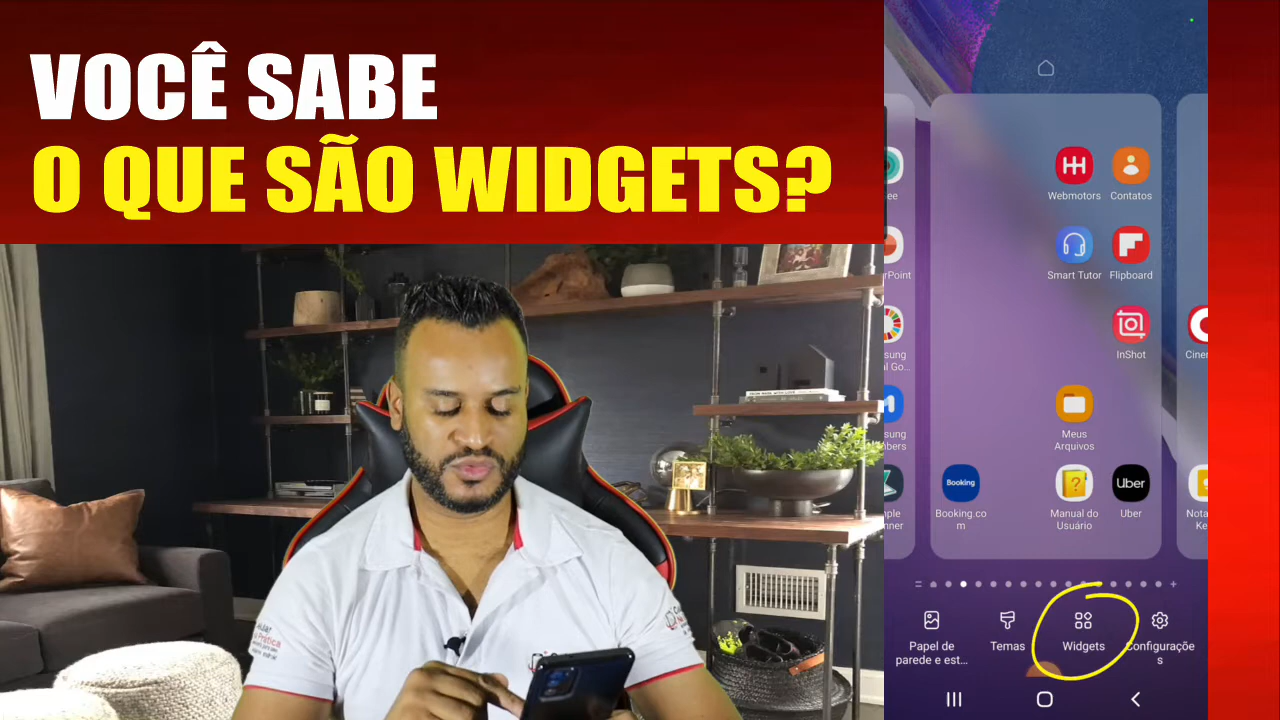 VOCÊ SABE
O QUE SÃO WIDGETS?
Webmotors
Contatos
Smart Tutor
Flipboard
InShot
Meus
Arquivos
Booking
Booking.co
m
Manual do
Usuário
Uber
Uber
Papel de
parede e est...
Temas
Widgets
Configuraçõe
s